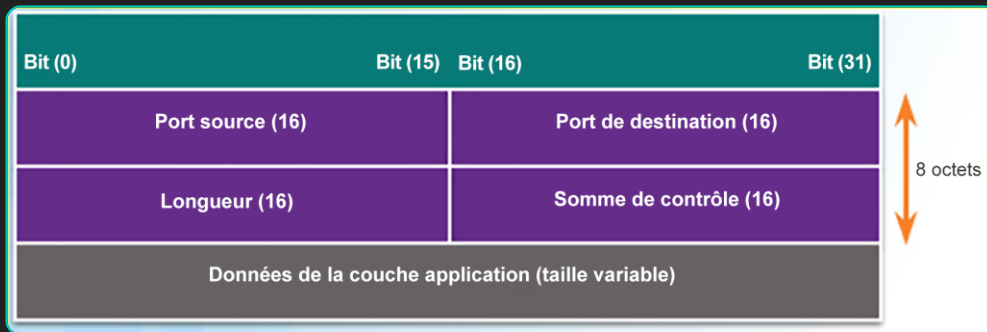 Bit (0) Bit (15) Bit (16) Bit (31)
Port source (16) Port de destination (16)
8 octets
Longueur (16) Somme de contrôle (16)
Données de la couche application (taille variable)